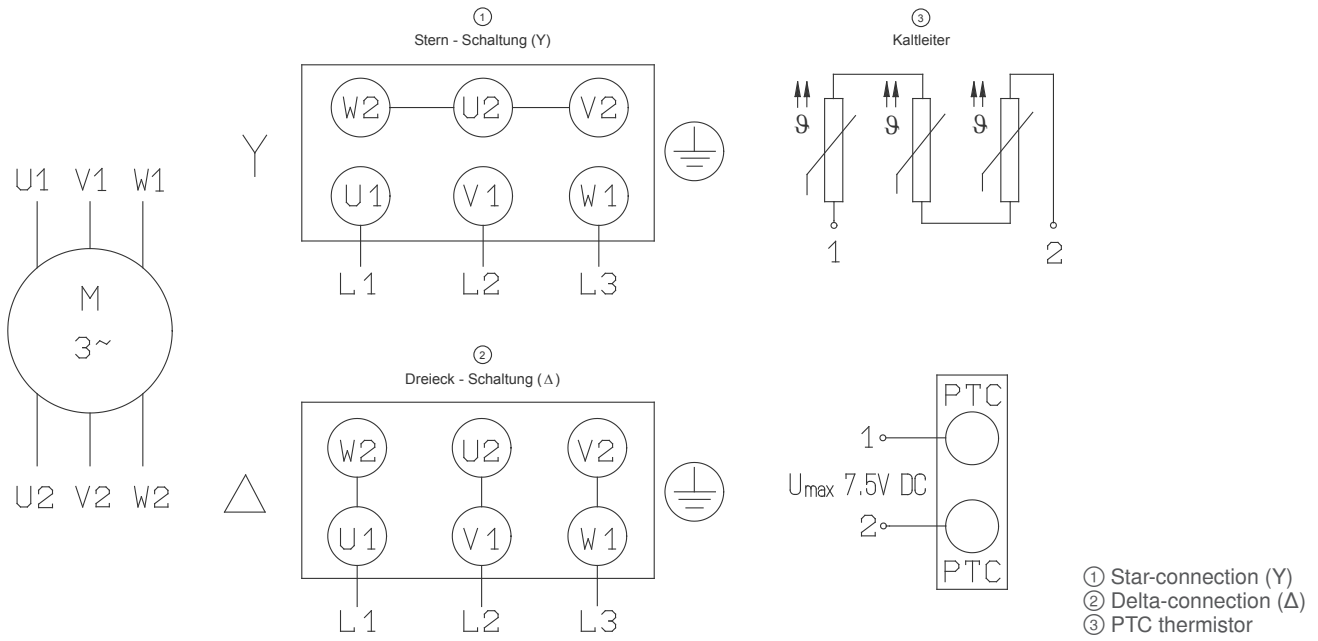 ①
Stern - Schaltung (Y)
W2 U2 V2
U1 V1 W1
L1 L2 L3
Y
U1 V1 W1
M
3~
U2 V2 W2
②
Dreieck - Schaltung (Δ)
W2 U2 V2
U1 V1 W1
L1 L2 L3
Δ
③
Kaltleiter
ϑ ϑ ϑ
1 2
PTC
1
Umax 7.5V DC
2
PTC
① Star-connection (Y)
② Delta-connection (Δ)
③ PTC thermistor